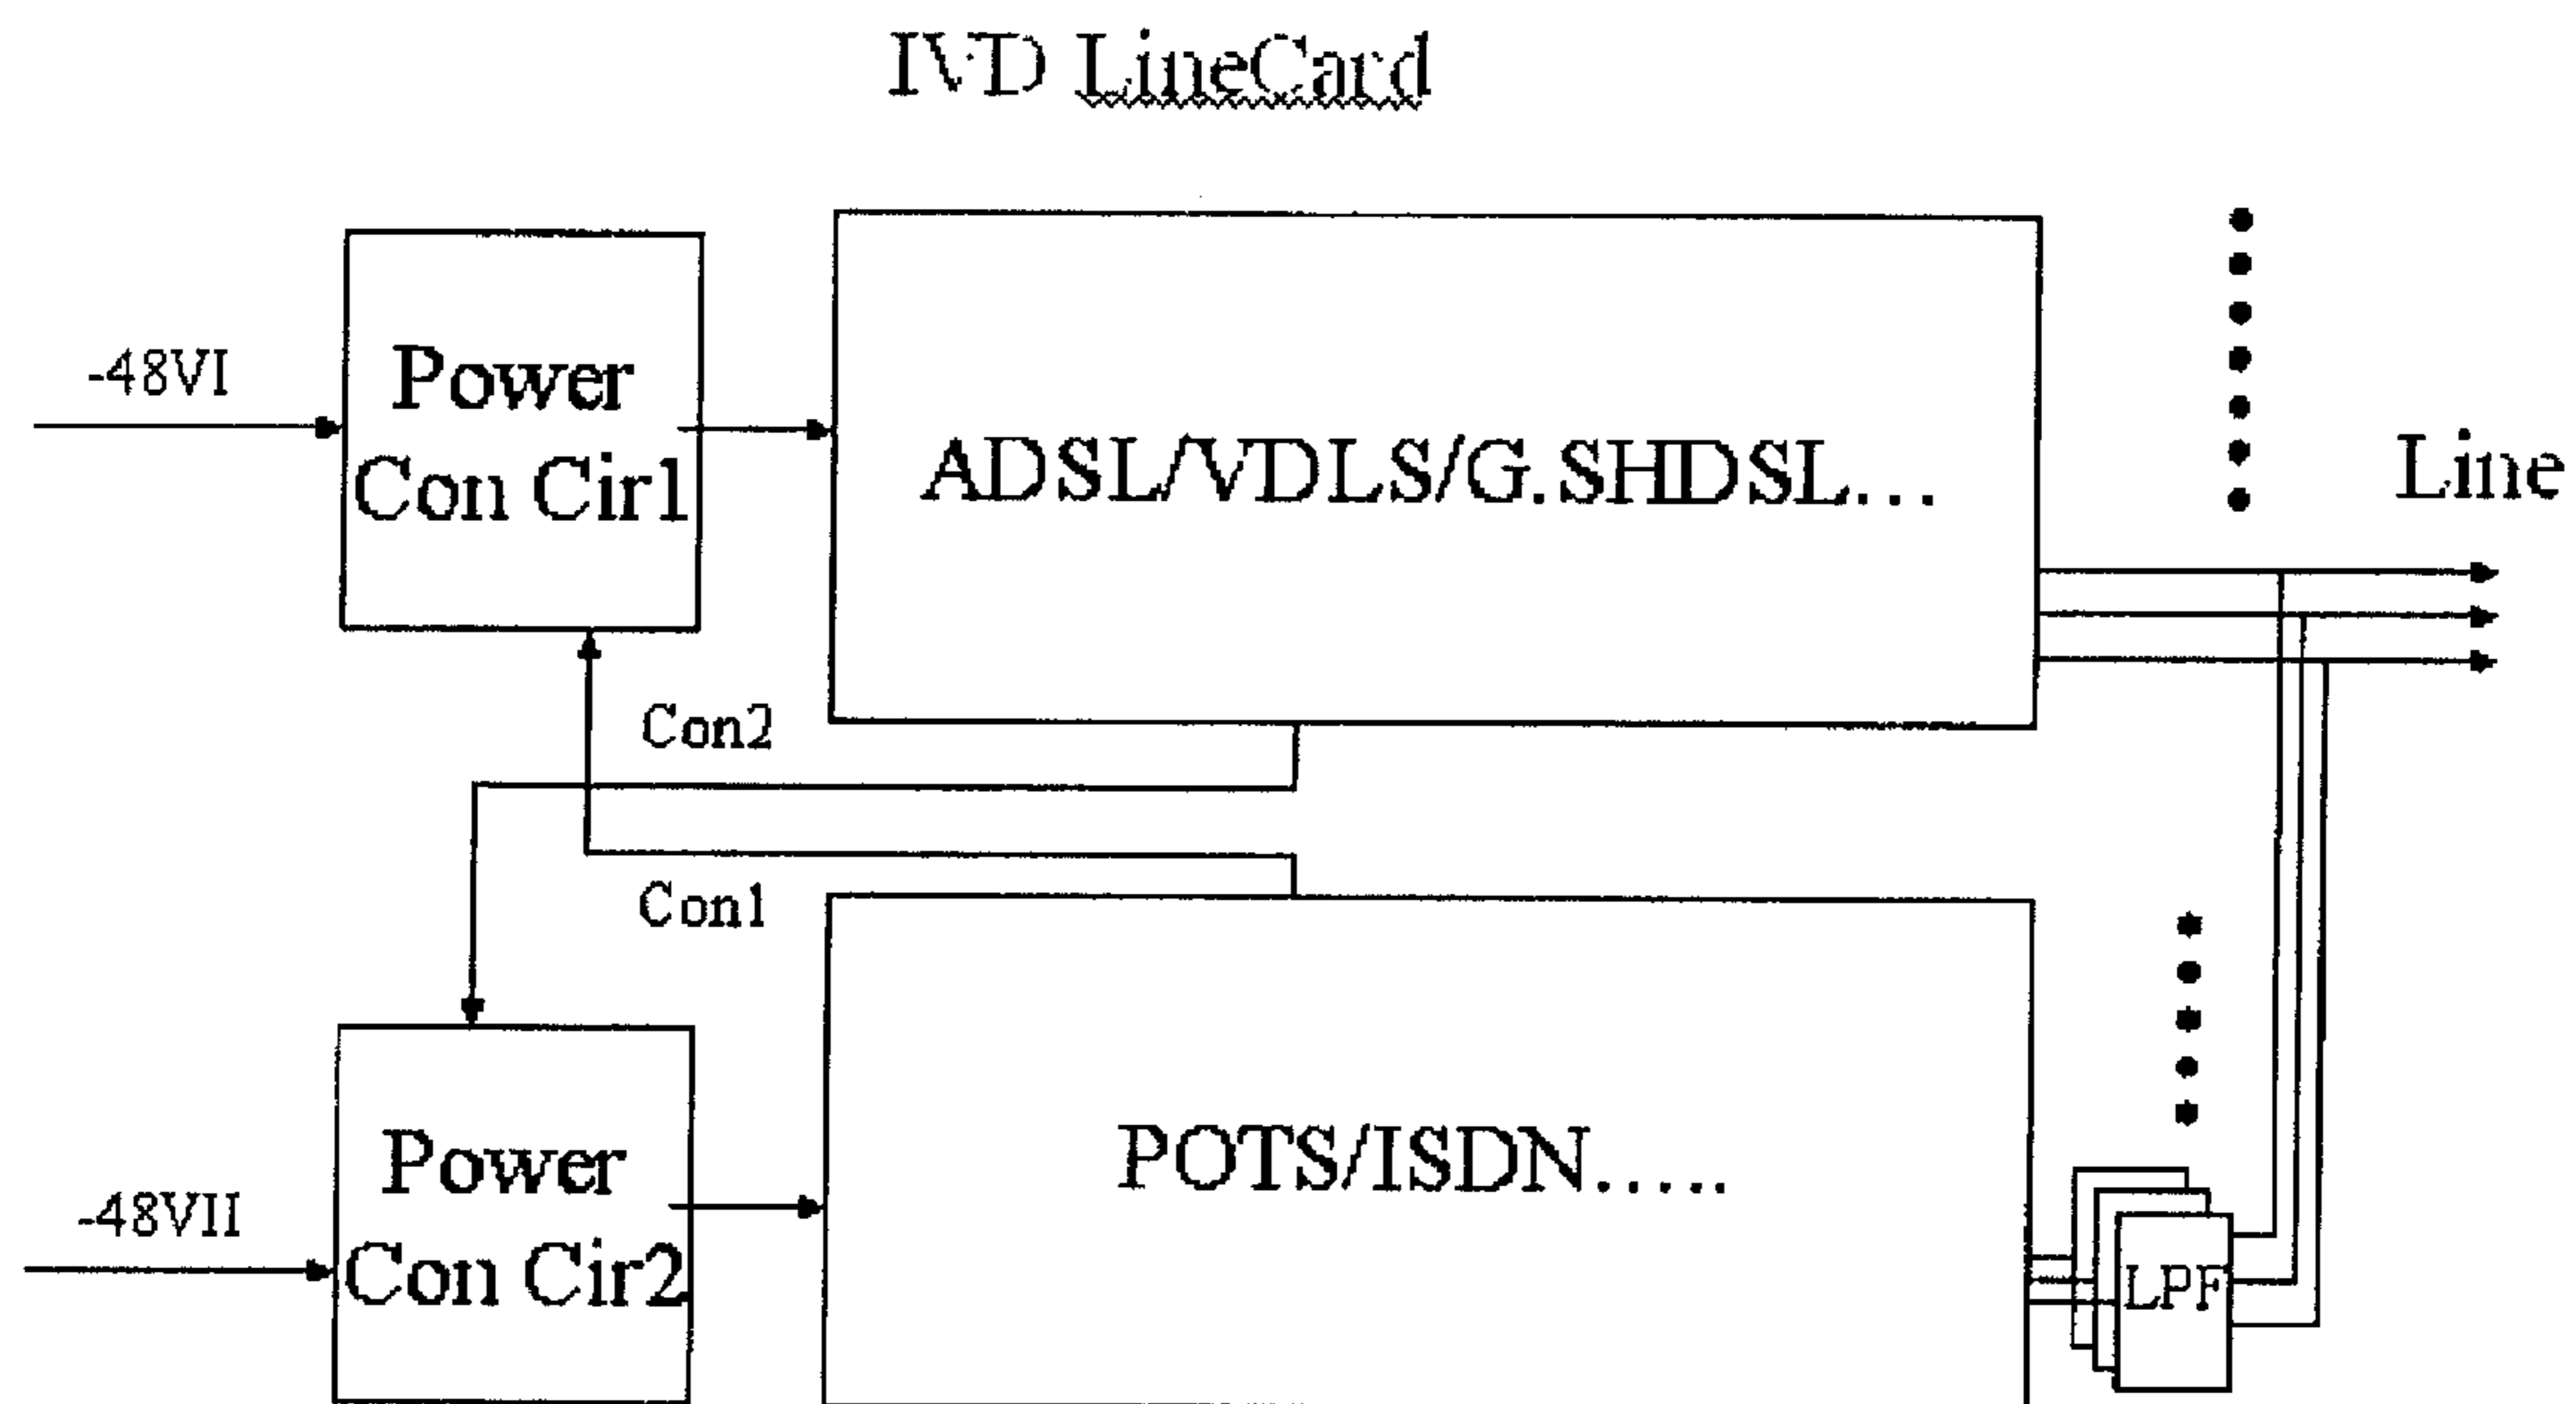 IVD LineCard
-48VI
Power
Con Cir1
ADSL/VDLS/G.SHDSL...
Line
Con2
Con1
-48VII
Power
Con Cir2
POTS/ISDN.....
LPF